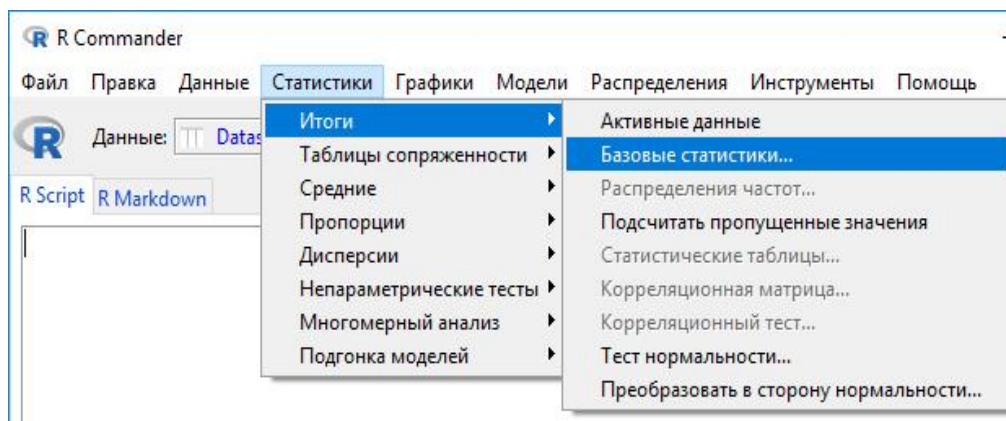 R Commander
Файл Правка Данные Статистики Графики Модели Распределения Инструменты Помощь
Данные: Datas
R Script R Markdown
Итоги
Таблицы сопряженности
Средние
Пропорции
Дисперсии
Непараметрические тесты
Многомерный анализ
Подгонка моделей
Активные данные
Базовые статистики...
Распределения частот...
Подсчитать пропущенные значения
Статистические таблицы...
Корреляционная матрица...
Корреляционный тест...
Тест нормальности...
Преобразовать в сторону нормальности...